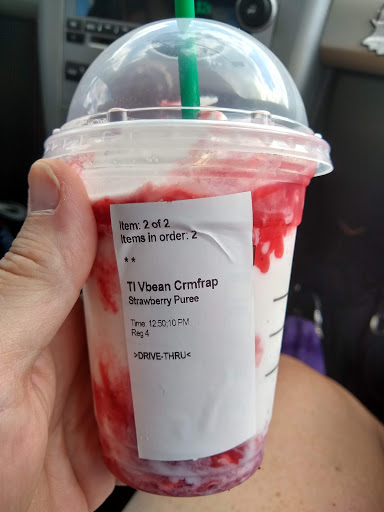 Item: 2 of 2
Items in order: 2
* *
Tl Vbean Crmfrap
Strawberry Puree
Time: 12:50:10 PM
Reg 4
>DRIVE-THRU<